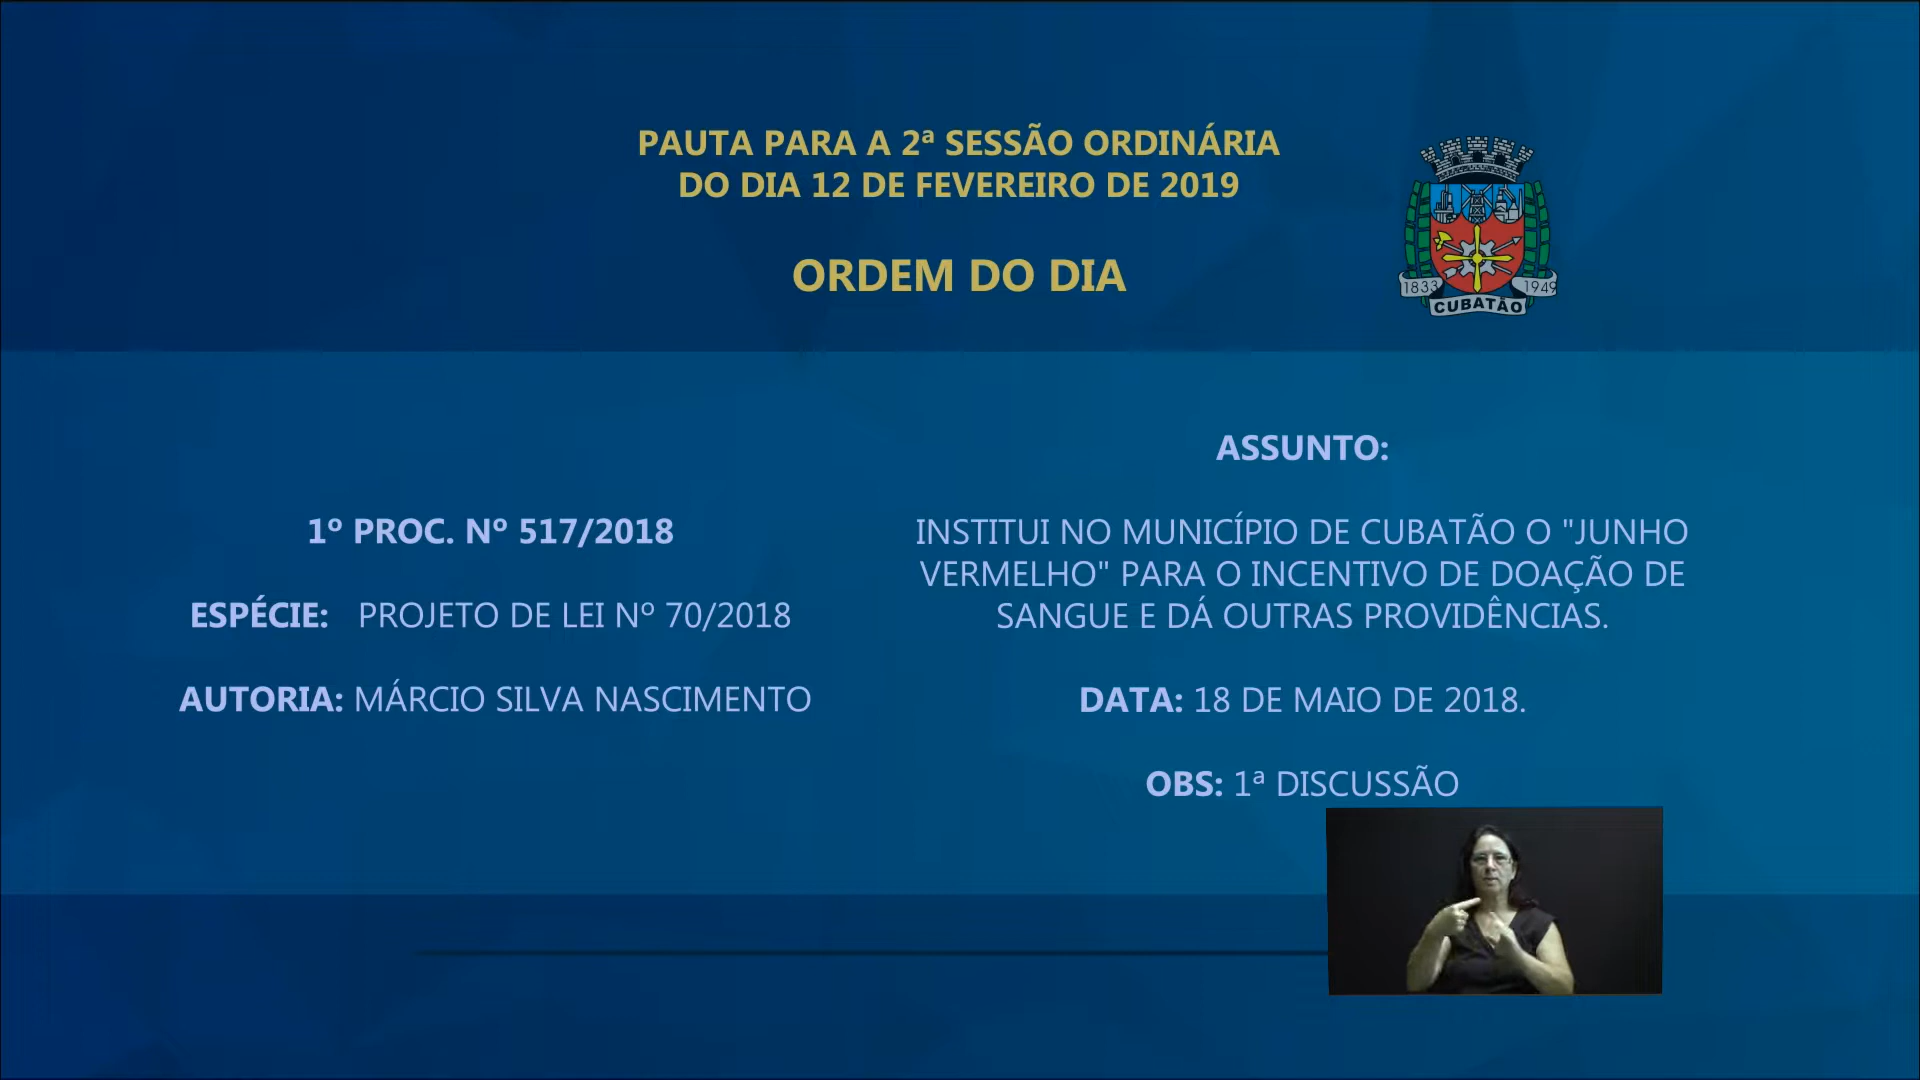 PAUTA PARA A 2ª SESSÃO ORDINÁRIA
DO DIA 12 DE FEVEREIRO DE 2019
ORDEM DO DIA
1833
1949
CUBATÃO
1º PROC. Nº 517/2018
ESPÉCIE: PROJETO DE LEI Nº 70/2018
AUTORIA: MÁRCIO SILVA NASCIMENTO
ASSUNTO:
INSTITUI NO MUNICÍPIO DE CUBATÃO O "JUNHO
VERMELHO" PARA O INCENTIVO DE DOAÇÃO DE
SANGUE E DÁ OUTRAS PROVIDÊNCIAS.
DATA: 18 DE MAIO DE 2018.
OBS: 1ª DISCUSSÃO